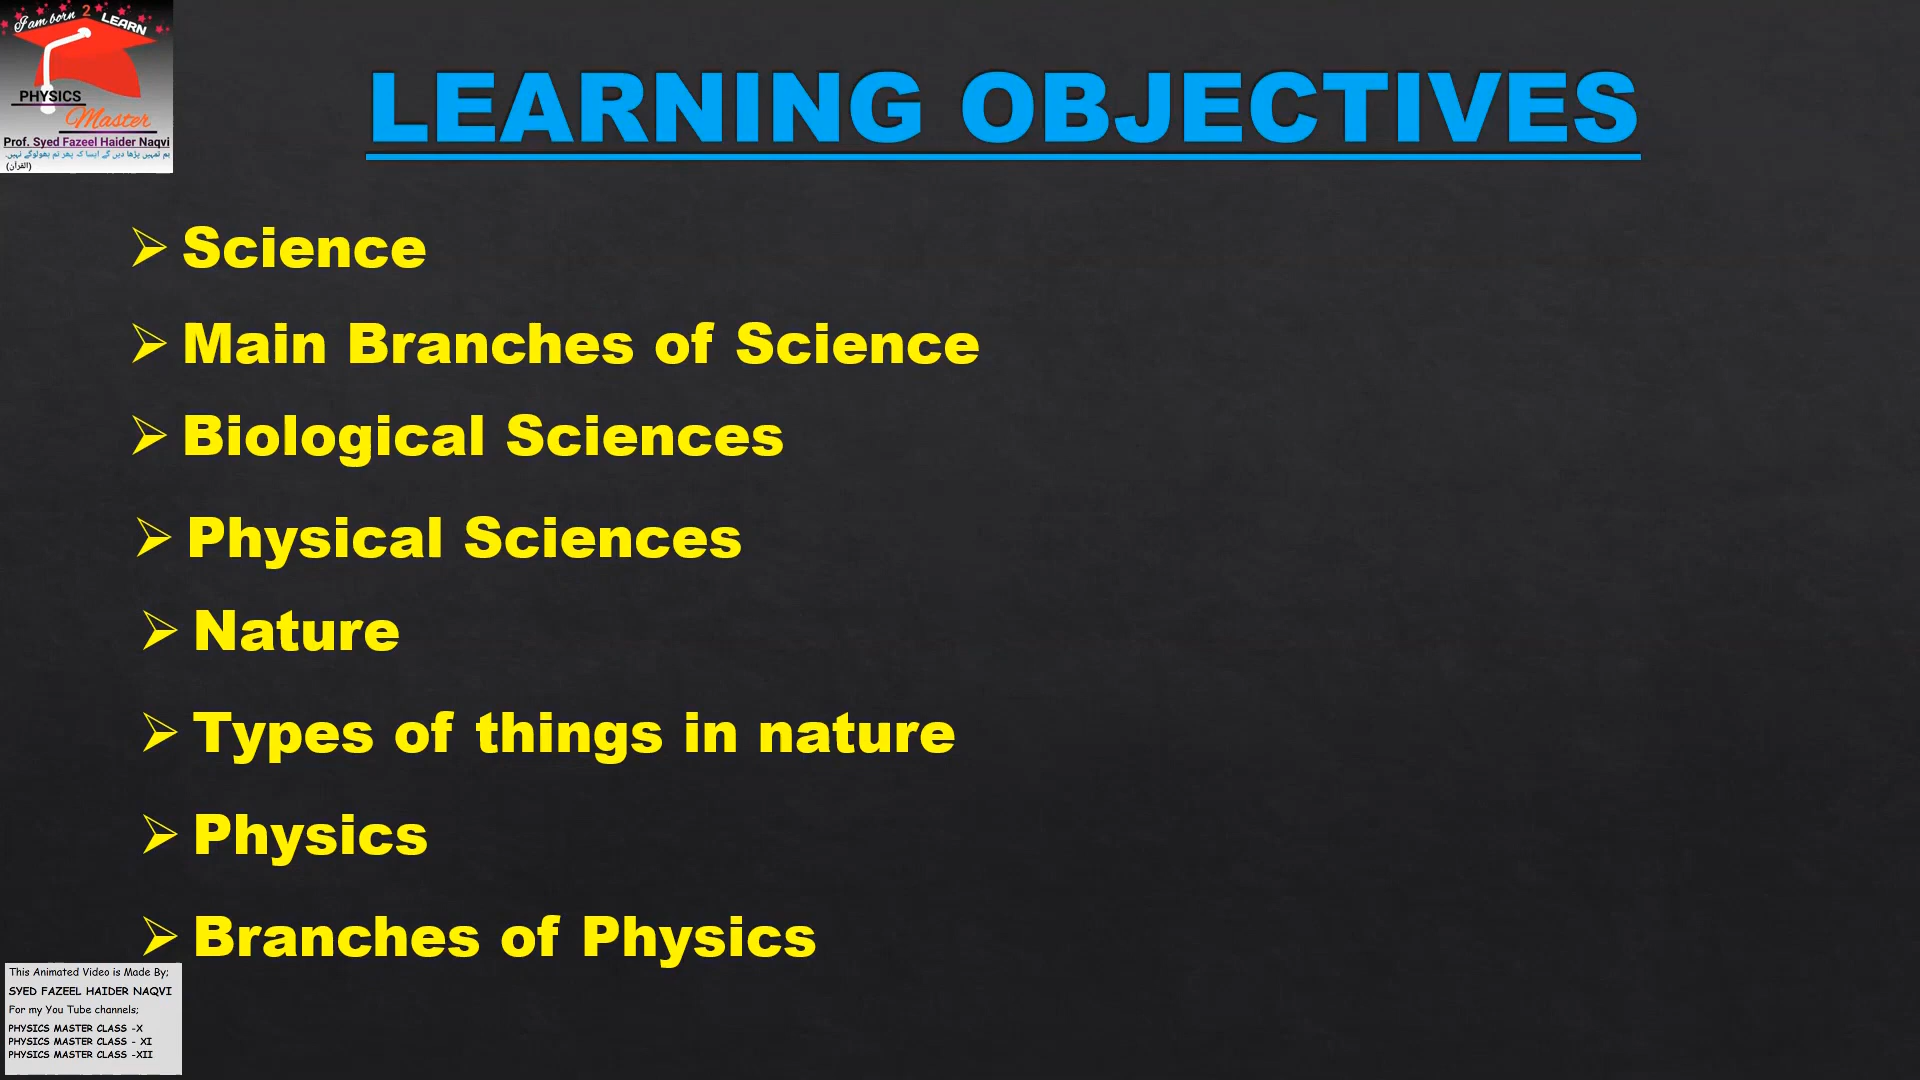 I am born 2 LEARN
PHYSICS
Master
Prof. Syed Fazeel Haider Naqvi
ہم تمہیں پڑھا دیں گے ایسا کہ پھر تم بھولوگے نہیں۔
(القرآن)
LEARNING OBJECTIVES
➢ Science
➢ Main Branches of Science
➢ Biological Sciences
➢ Physical Sciences
➢ Nature
➢ Types of things in nature
➢ Physics
➢ Branches of Physics
This Animated Video is Made By;
SYED FAZEEL HAIDER NAQVI
For my You Tube channels;
PHYSICS MASTER CLASS -X
PHYSICS MASTER CLASS - XI
PHYSICS MASTER CLASS -XII